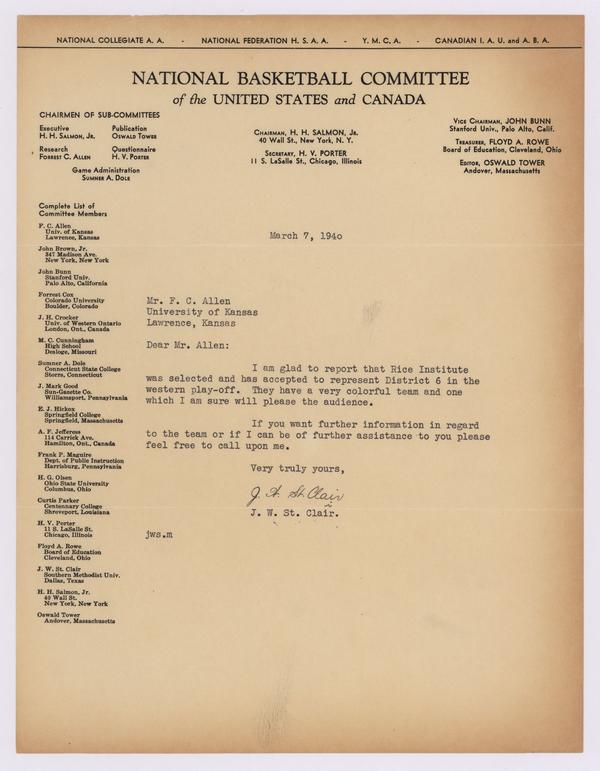 NATIONAL COLLEGIATE A. A. - NATIONAL FEDERATION H. S. A. A. - Y. M. C. A. - CANADIAN I. A. U. and A. B. A.
NATIONAL BASKETBALL COMMITTEE
of the UNITED STATES and CANADA
CHAIRMEN OF SUB-COMMITTEES
Executive
H. H. SALMON, JR.
Publication
OSWALD TOWER
Research
FORREST C. ALLEN
Questionnaire
H. V. PORTER
Game Administration
SUMNER A. DOLE
CHAIRMAN, H. H. SALMON, JR.
40 Wall St., New York, N. Y.
SECRETARY, H. V. PORTER
11 S. LaSalle St., Chicago, Illinois
VICE CHAIRMAN, JOHN BUNN
Stanford Univ., Palo Alto, Calif.
TREASURER, FLOYD A. ROWE
Board of Education, Cleveland, Ohio
EDITOR, OSWALD TOWER
Andover, Massachusetts
Complete List of
Committee Members
F. C. Allen
Univ. of Kansas
Lawrence, Kansas
John Brown, Jr.
347 Madison Ave.
New York, New York
John Bunn
Stanford Univ.
Palo Alto, California
Forrest Cox
Colorado University
Boulder, Colorado
J. H. Crocker
Univ. of Western Ontario
London, Ont., Canada
M. C. Cunningham
High School
Desloge, Missouri
Sumner A. Dole
Connecticut State College
Storrs, Connecticut
J. Mark Good
Sun-Gazette Co.
Williamsport, Pennsylvania
E. J. Hickox
Springfield College
Springfield, Massachusetts
A. F. Jefferess
114 Carrick Ave.
Hamilton, Ont., Canada
Frank P. Maguire
Dept. of Public Instruction
Harrisburg, Pennsylvania
H. G. Olsen
Ohio State University
Columbus, Ohio
Curtis Parker
Centenary College
Shreveport, Louisiana
H. V. Porter
11 S. LaSalle St.
Chicago, Illinois
Floyd A. Rowe
Board of Education
Cleveland, Ohio
J. W. St. Clair
Southern Methodist Univ.
Dallas, Texas
H. H. Salmon, Jr.
40 Wall St.
New York, New York
Oswald Tower
Andover, Massachusetts
March 7, 1940
Mr. F. C. Allen
University of Kansas
Lawrence, Kansas
Dear Mr. Allen:
I am glad to report that Rice Institute
was selected and has accepted to represent District 6 in the
western play-off. They have a very colorful team and one
which I am sure will please the audience.
If you want further information in regard
to the team or if I can be of further assistance to you please
feel free to call upon me.
Very truly yours,
J. W. St. Clair
J. W. St. Clair.
jws.m